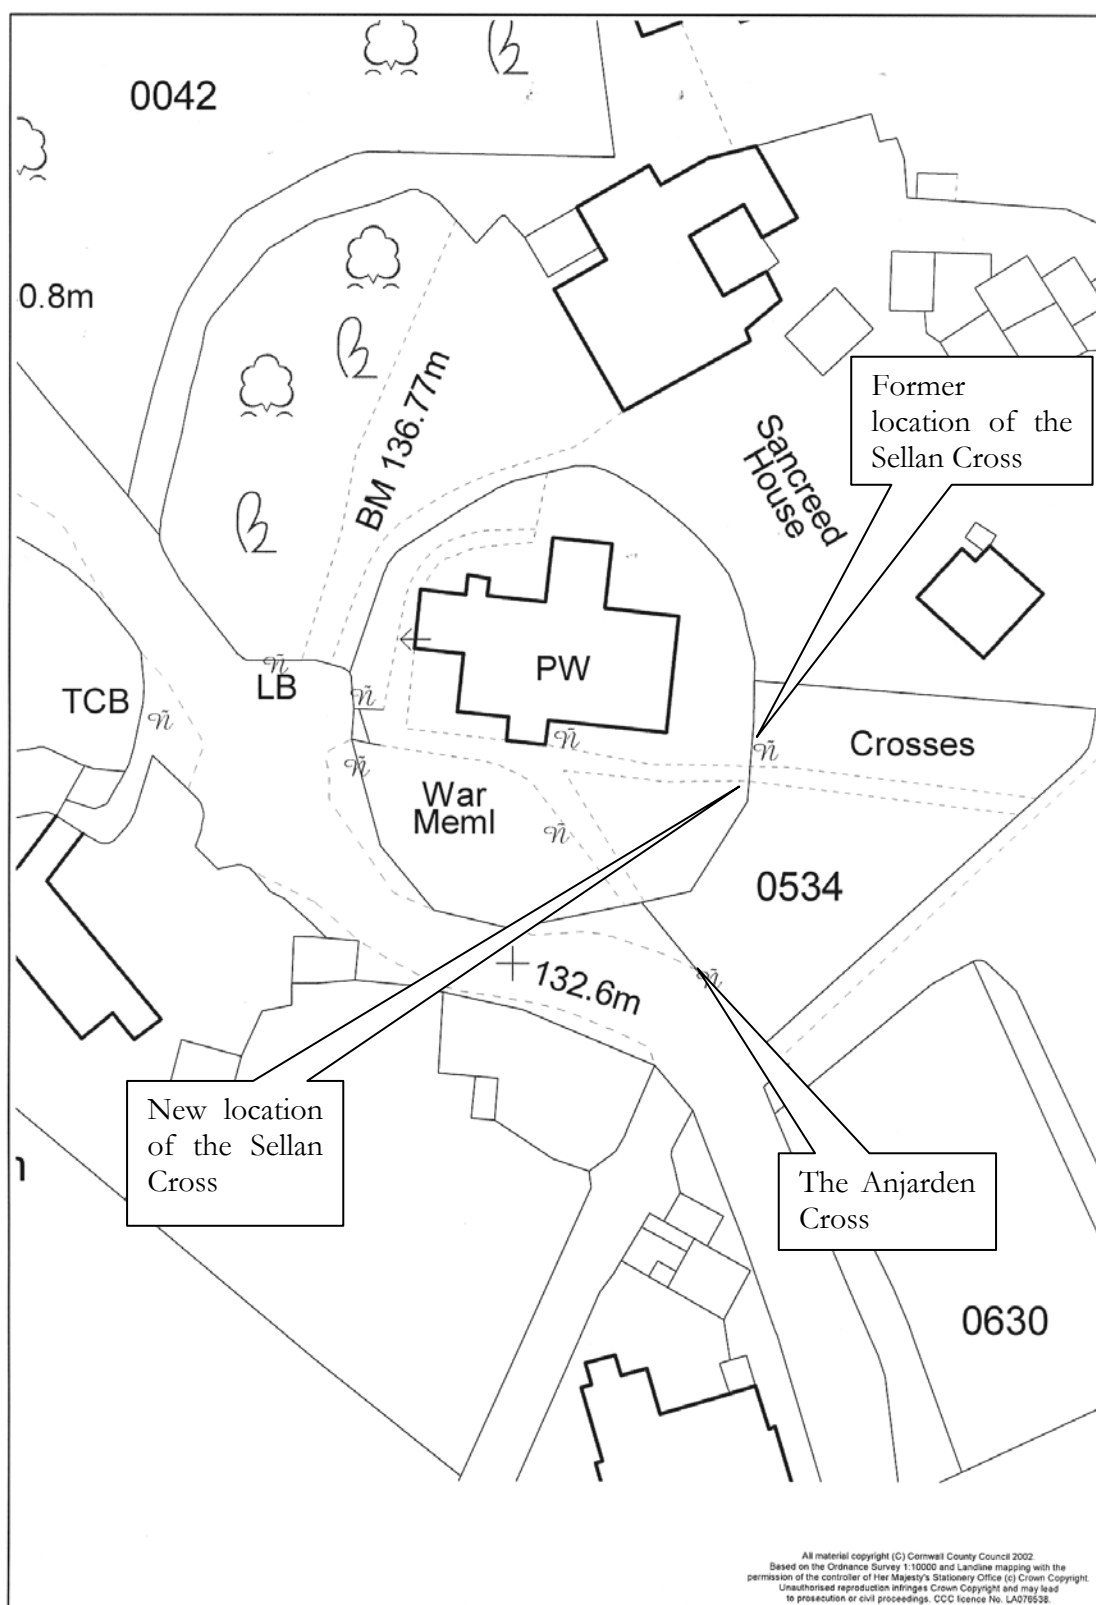 0042
0.8m
BM 136.77m
Former
location of the
Sellan Cross
Sancreed
House
PW
LB
TCB
Crosses
War
Meml
0534
132.6m
New location
of the Sellan
Cross
The Anjarden
Cross
0630
All material copyright (C) Cornwall County Council 2002.
Based on the Ordnance Survey 1:10000 and Landline mapping with the
permission of the controller of Her Majesty's Stationery Office (c) Crown Copyright.
Unauthorised reproduction infringes Crown Copyright and may lead
to prosecution or civil proceedings. CCC licence No. LA076538.